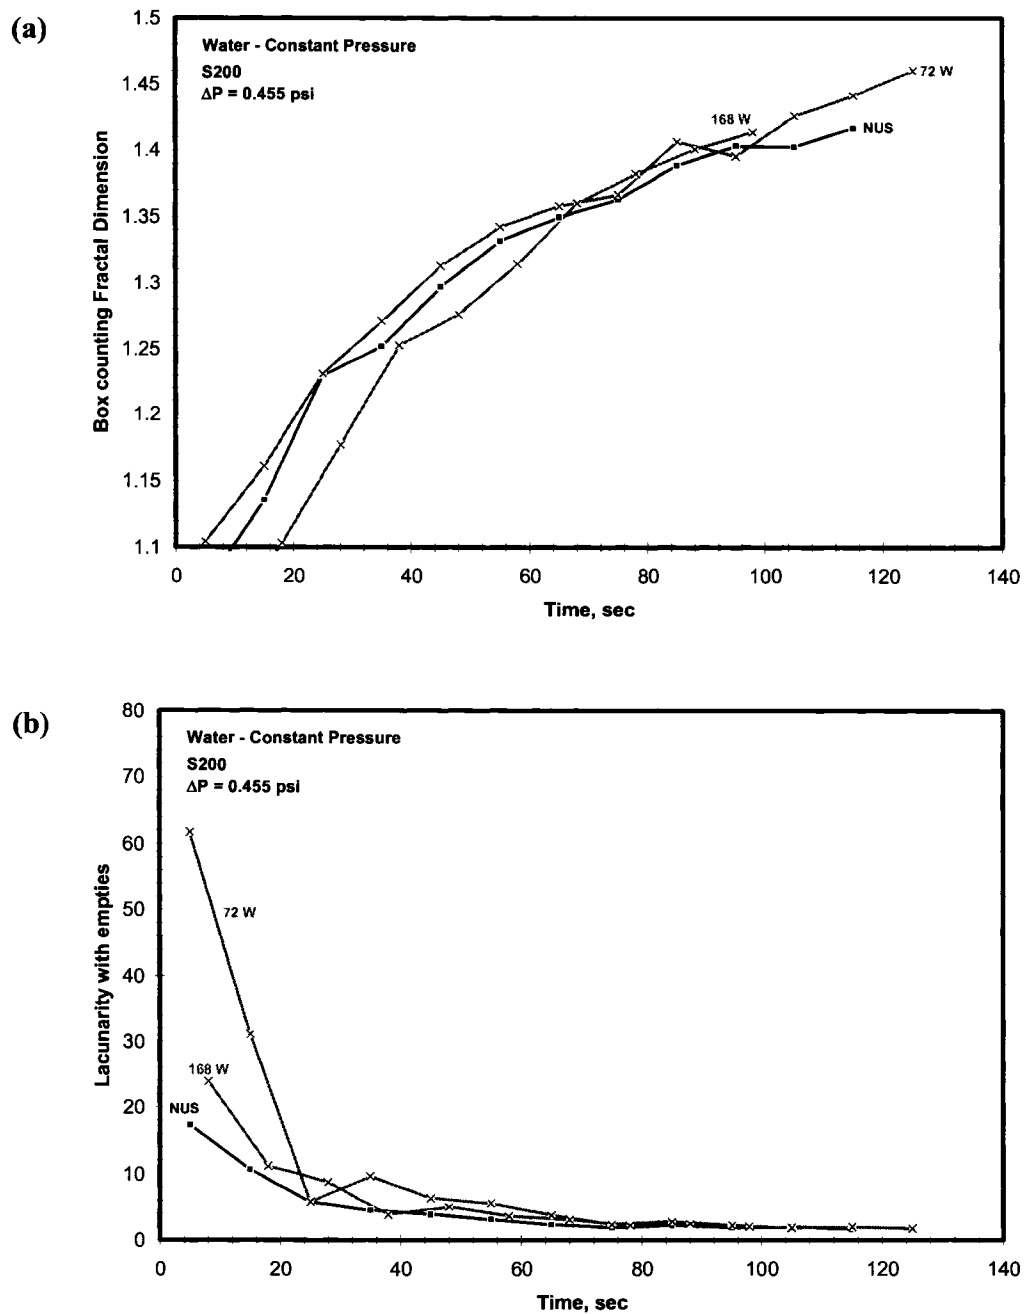 (a)
1.5
1.45
1.4
1.35
1.3
1.25
1.2
1.15
1.1
Box counting Fractal Dimension
Water - Constant Pressure
S200
ΔP = 0.455 psi
72 W
168 W
NUS
0 20 40 60 80 100 120 140
Time, sec
(b)
80
70
60
50
40
30
20
10
0
Lacunarity with empties
Water - Constant Pressure
S200
ΔP = 0.455 psi
72 W
168 W
NUS
0 20 40 60 80 100 120 140
Time, sec